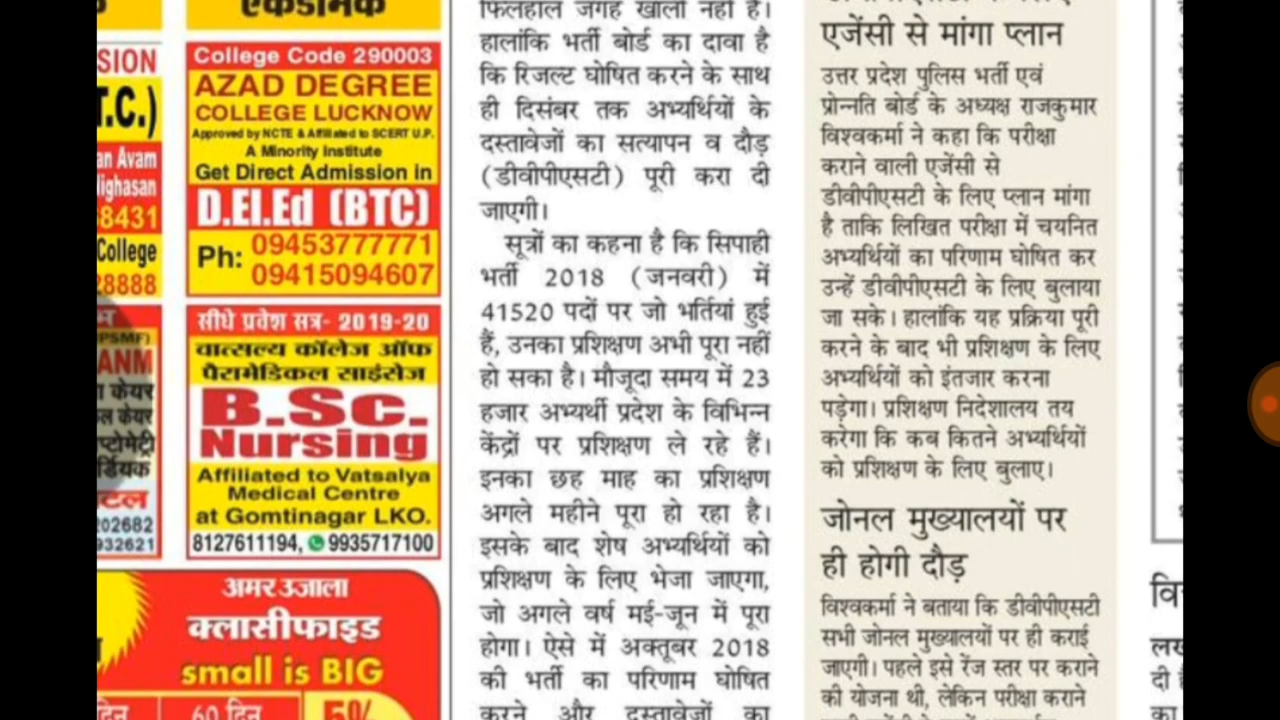 SION
T.C.)
an Avam
lighasan
8431
College
28888
PSMF)
ANM
केयर
केयर
202682
932621
एकेडमिक
College Code 290003
AZAD DEGREE
COLLEGE LUCKNOW
Approved by NCTE & Affiliated to SCERT U.P.
A Minority Institute
Get Direct Admission in
D.El.Ed (BTC)
Ph: 09453777771
09415094607
सीधे प्रवेश सत्र- 2019-20
वात्सल्य कॉलेज ऑफ
पैरामेडिकल साइंसेज
B.Sc.
Nursing
Affiliated to Vatsalya
Medical Centre
at Gomtinagar LKO.
8127611194, 9935717100
अमर उजाला
क्लासीफाइड
small is BIG
दिन
60 दिन
5%
फिलहाल जगह खाली नहीं है।
हालांकि भर्ती बोर्ड का दावा है
कि रिजल्ट घोषित करने के साथ
ही दिसंबर तक अभ्यर्थियों के
दस्तावेजों का सत्यापन व दौड़
(डीवीपीएसटी) पूरी करा दी
जाएगी।
सूत्रों का कहना है कि सिपाही
भर्ती 2018 (जनवरी) में
41520 पदों पर जो भर्तियां हुई
हैं, उनका प्रशिक्षण अभी पूरा नहीं
हो सका है। मौजूदा समय में 23
हजार अभ्यर्थी प्रदेश के विभिन्न
केंद्रों पर प्रशिक्षण ले रहे हैं।
इनका छह माह का प्रशिक्षण
अगले महीने पूरा हो रहा है।
इसके बाद शेष अभ्यर्थियों को
प्रशिक्षण के लिए भेजा जाएगा,
जो अगले वर्ष मई-जून में पूरा
होगा। ऐसे में अक्तूबर 2018
की भर्ती का परिणाम घोषित
करने और दस्तावेजों का
एजेंसी से मांगा प्लान
उत्तर प्रदेश पुलिस भर्ती एवं
प्रोन्नति बोर्ड के अध्यक्ष राजकुमार
विश्वकर्मा ने कहा कि परीक्षा
कराने वाली एजेंसी से
डीवीपीएसटी के लिए प्लान मांगा
है ताकि लिखित परीक्षा में चयनित
अभ्यर्थियों का परिणाम घोषित कर
उन्हें डीवीपीएसटी के लिए बुलाया
जा सके। हालांकि यह प्रक्रिया पूरी
करने के बाद भी प्रशिक्षण के लिए
अभ्यर्थियों को इंतजार करना
पड़ेगा। प्रशिक्षण निदेशालय तय
करेगा कि कब कितने अभ्यर्थियों
को प्रशिक्षण के लिए बुलाए।
जोनल मुख्यालयों पर
ही होगी दौड़
विश्वकर्मा ने बताया कि डीवीपीएसटी
सभी जोनल मुख्यालयों पर ही कराई
जाएगी। पहले इसे रेंज स्तर पर कराने
की योजना थी, लेकिन परीक्षा कराने
वि
लख
दी
का